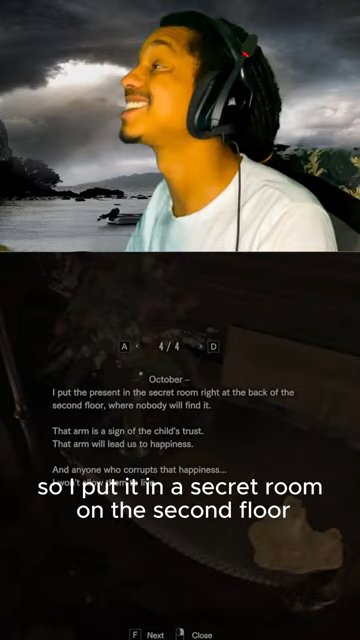 A < 4 / 4 > D
October –
I put the present in the secret room right at the back of the
second floor, where nobody will find it.
That arm is a sign of the child's trust.
That arm will lead us to happiness.
And anyone who corrupts that happiness...
so I put it in a secret room
on the second floor
F Next Close